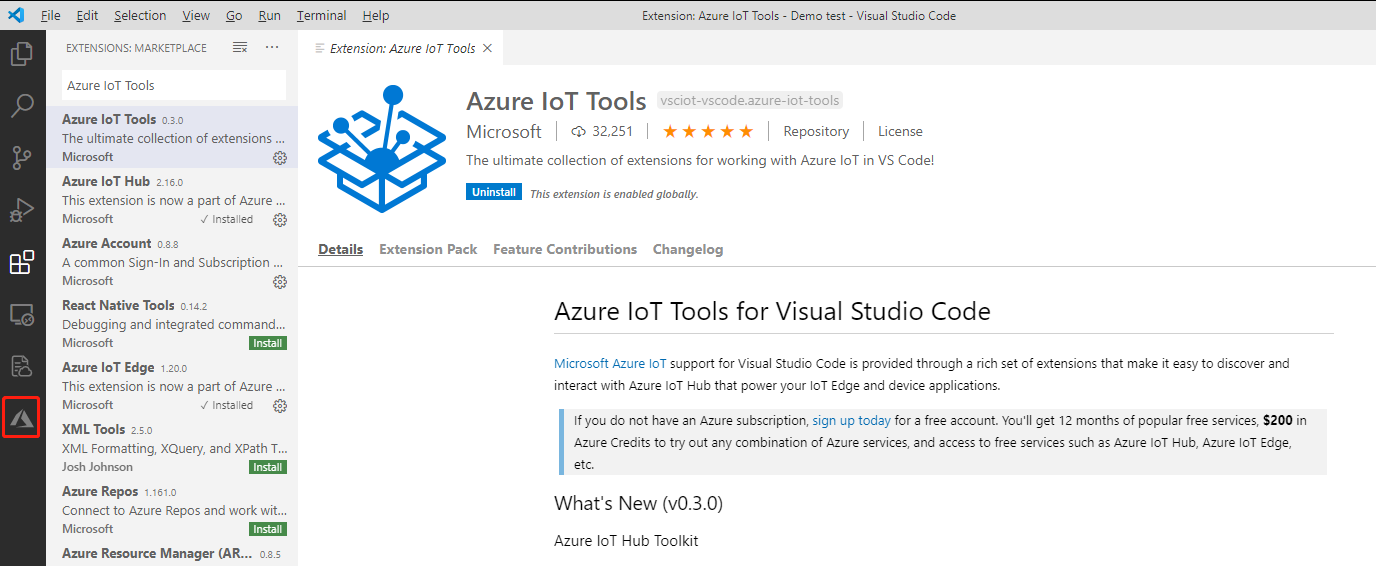 File Edit Selection View Go Run Terminal Help Extension: Azure IoT Tools - Demo test - Visual Studio Code
EXTENSIONS: MARKETPLACE
Azure IoT Tools
Azure IoT Tools 0.3.0
The ultimate collection of extensions ...
Microsoft
Azure IoT Hub 2.16.0
This extension is now a part of Azure ...
Microsoft ✓ Installed
Azure Account 0.8.8
A common Sign-In and Subscription ...
Microsoft
React Native Tools 0.14.2
Debugging and integrated command...
Microsoft Install
Azure IoT Edge 1.20.0
This extension is now a part of Azure ...
Microsoft ✓ Installed
XML Tools 2.5.0
XML Formatting, XQuery, and XPath T...
Josh Johnson Install
Azure Repos 1.161.0
Connect to Azure Repos and work wit...
Microsoft Install
Azure Resource Manager (AR... 0.8.5
Extension: Azure IoT Tools
Azure IoT Tools vsciot-vscode.azure-iot-tools
Microsoft 32,251 Repository License
The ultimate collection of extensions for working with Azure IoT in VS Code!
Uninstall This extension is enabled globally.
Details Extension Pack Feature Contributions Changelog
Azure IoT Tools for Visual Studio Code
Microsoft Azure IoT support for Visual Studio Code is provided through a rich set of extensions that make it easy to discover and
interact with Azure IoT Hub that power your IoT Edge and device applications.
If you do not have an Azure subscription, sign up today for a free account. You'll get 12 months of popular free services, $200 in
Azure Credits to try out any combination of Azure services, and access to free services such as Azure IoT Hub, Azure IoT Edge,
etc.
What's New (v0.3.0)
Azure IoT Hub Toolkit